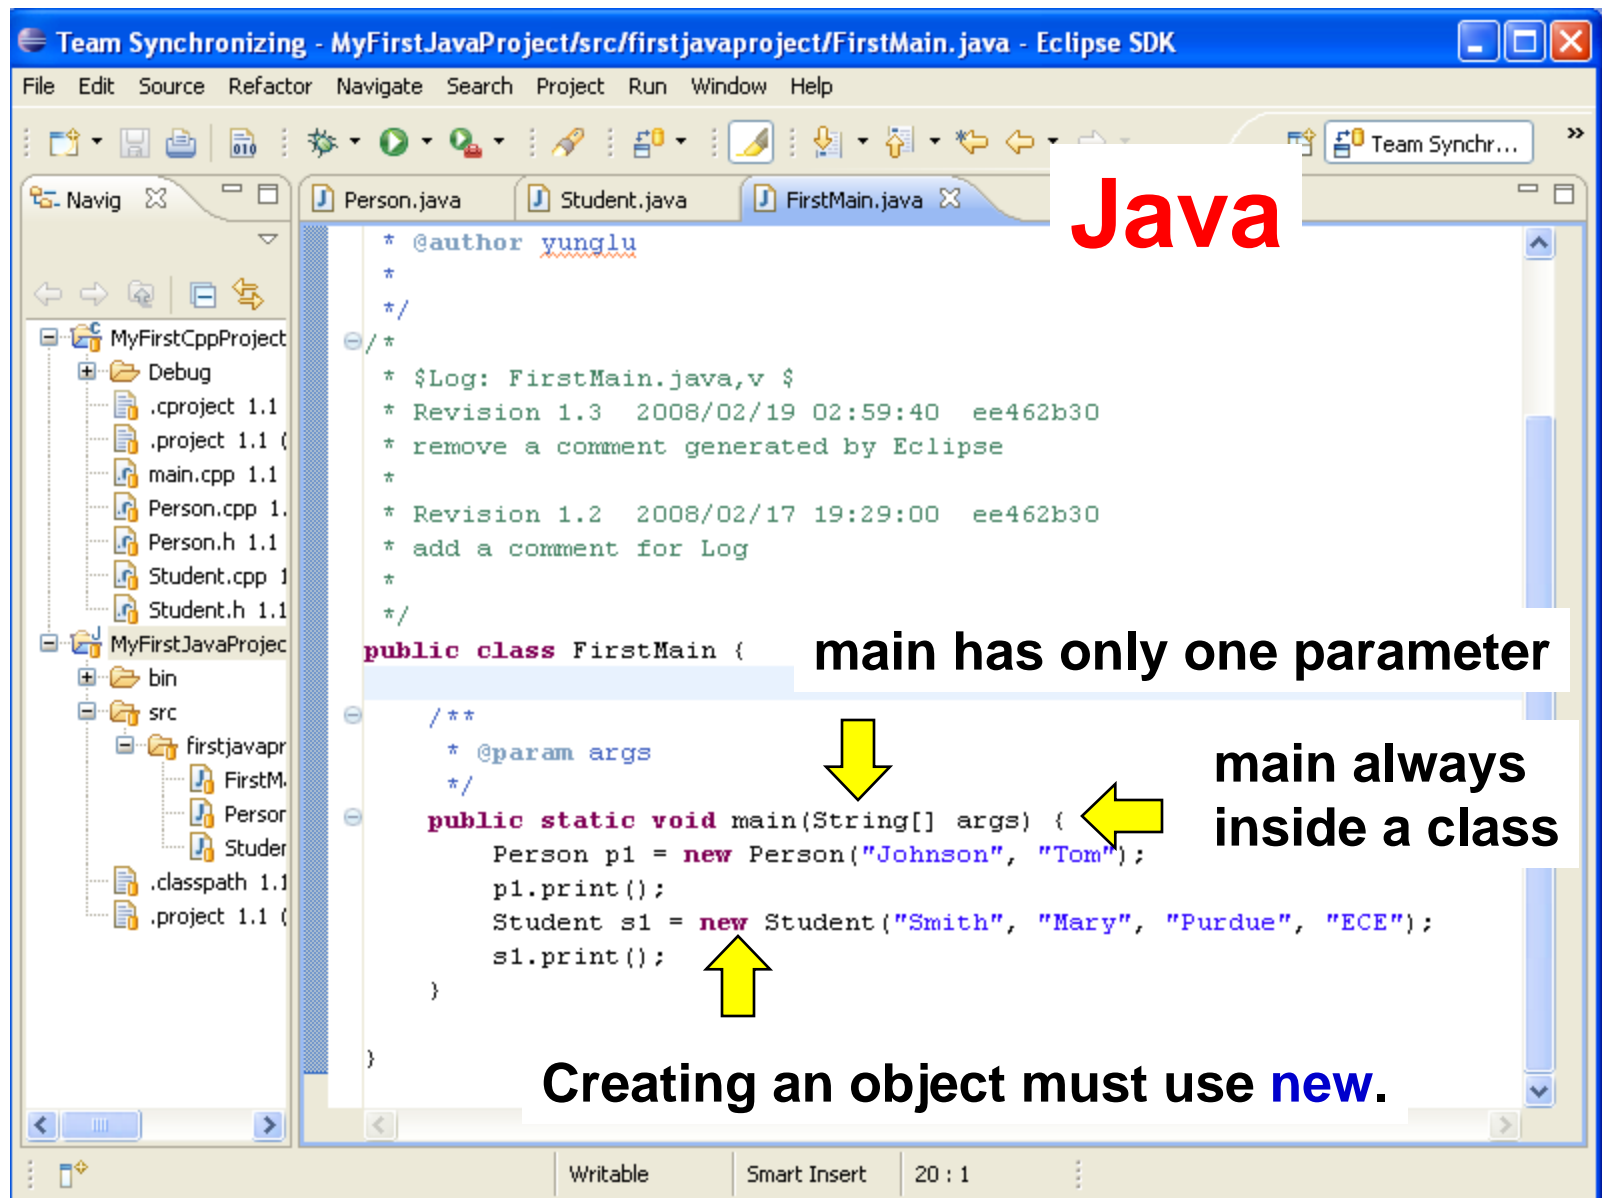 Team Synchronizing - MyFirstJavaProject/src/firstjavaproject/FirstMain.java - Eclipse SDK
File Edit Source Refactor Navigate Search Project Run Window Help
010
Team Synchr...
Navig
Person.java
Student.java
FirstMain.java
Java
MyFirstCppProject
Debug
.cproject 1.1
.project 1.1 (
main.cpp 1.1
Person.cpp 1.
Person.h 1.1
Student.cpp 1
Student.h 1.1
MyFirstJavaProjec
bin
src
firstjavapr
FirstM
Person
Studen
.classpath 1.1
.project 1.1 (
* @author yunglu
*
*/
/*
* $Log: FirstMain.java,v $
* Revision 1.3  2008/02/19 02:59:40  ee462b30
* remove a comment generated by Eclipse
*
* Revision 1.2  2008/02/17 19:29:00  ee462b30
* add a comment for Log
*
*/
public class FirstMain {
main has only one parameter
/**
* @param args
*/
main always
inside a class
public static void main(String[] args) {
Person p1 = new Person("Johnson", "Tom");
p1.print();
Student s1 = new Student("Smith", "Mary", "Purdue", "ECE");
s1.print();
}
}
Creating an object must use new.
Writable
Smart Insert
20 : 1